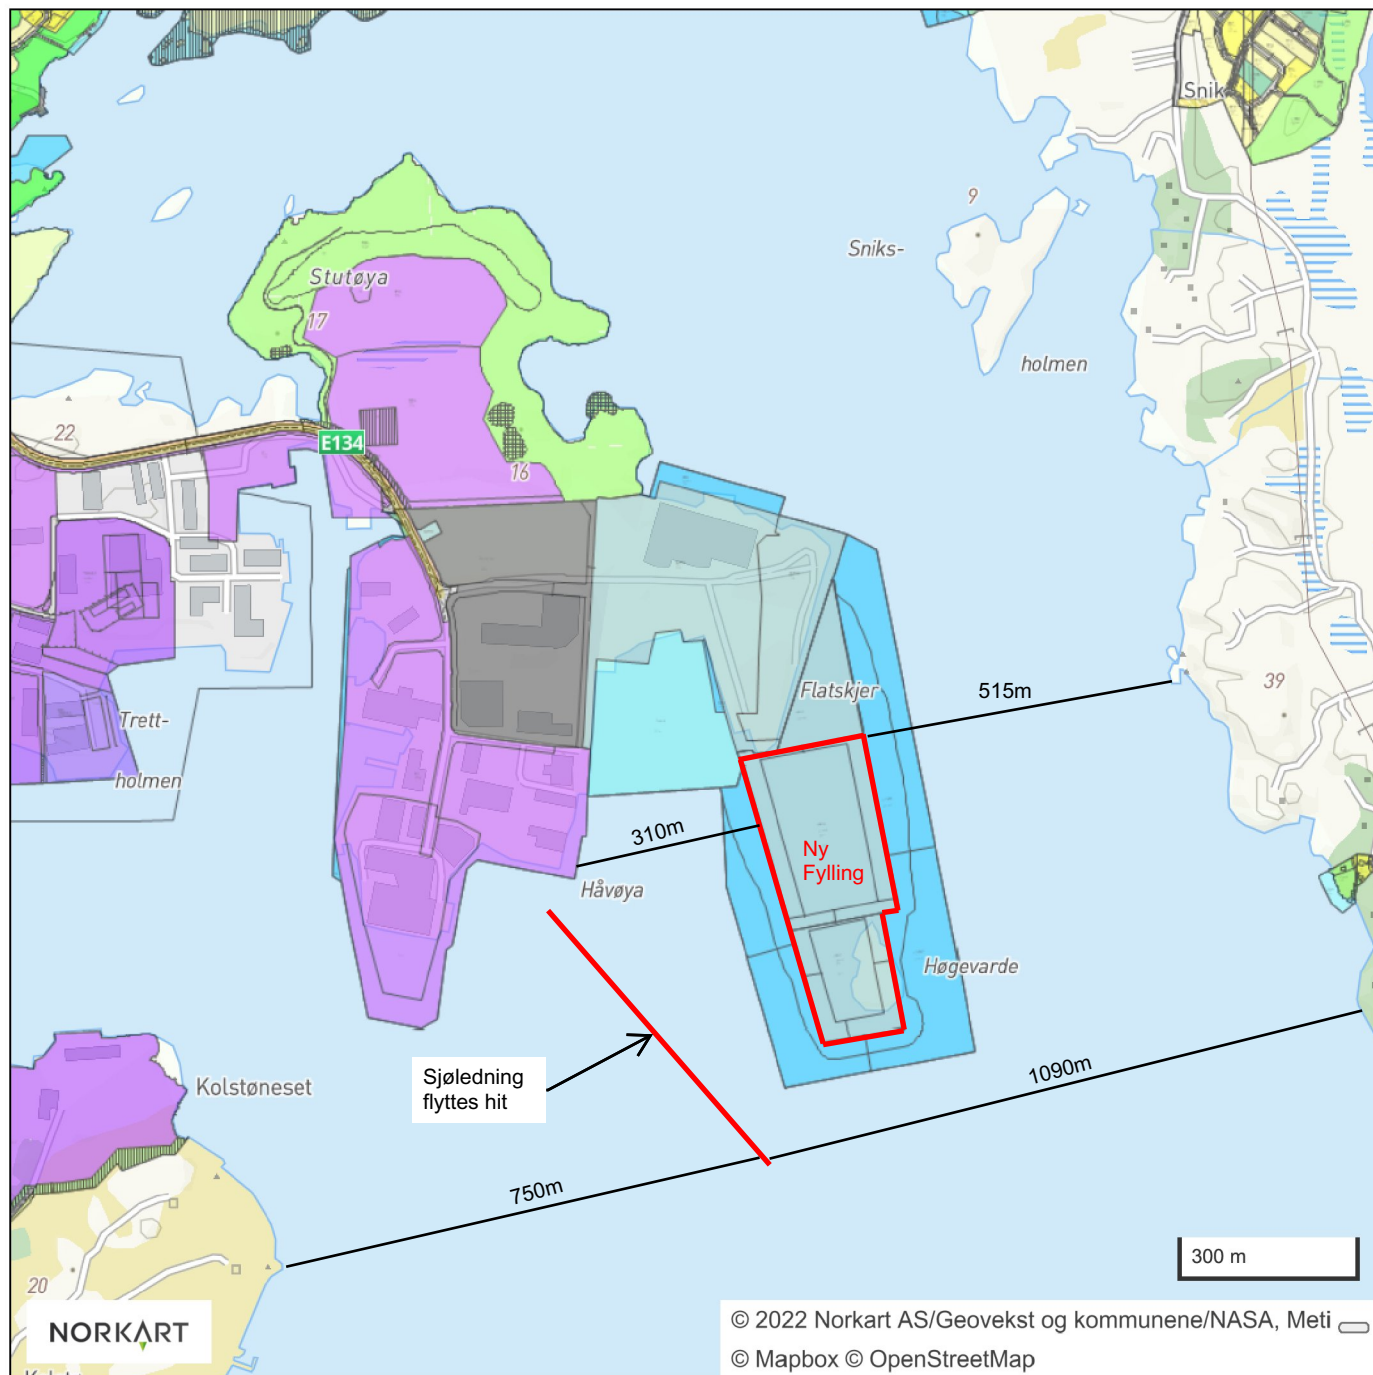 Snik
9
Sniks-
Stutøya
17
holmen
22
E134
16
39
Flatskjer
515m
Trett-
holmen
310m
Ny
Fylling
Håvøya
Høgevarde
Sjøledning
flyttes hit
1090m
Kolstøneset
750m
300 m
20
NORKART
© 2022 Norkart AS/Geovekst og kommunene/NASA, Meti
© Mapbox © OpenStreetMap